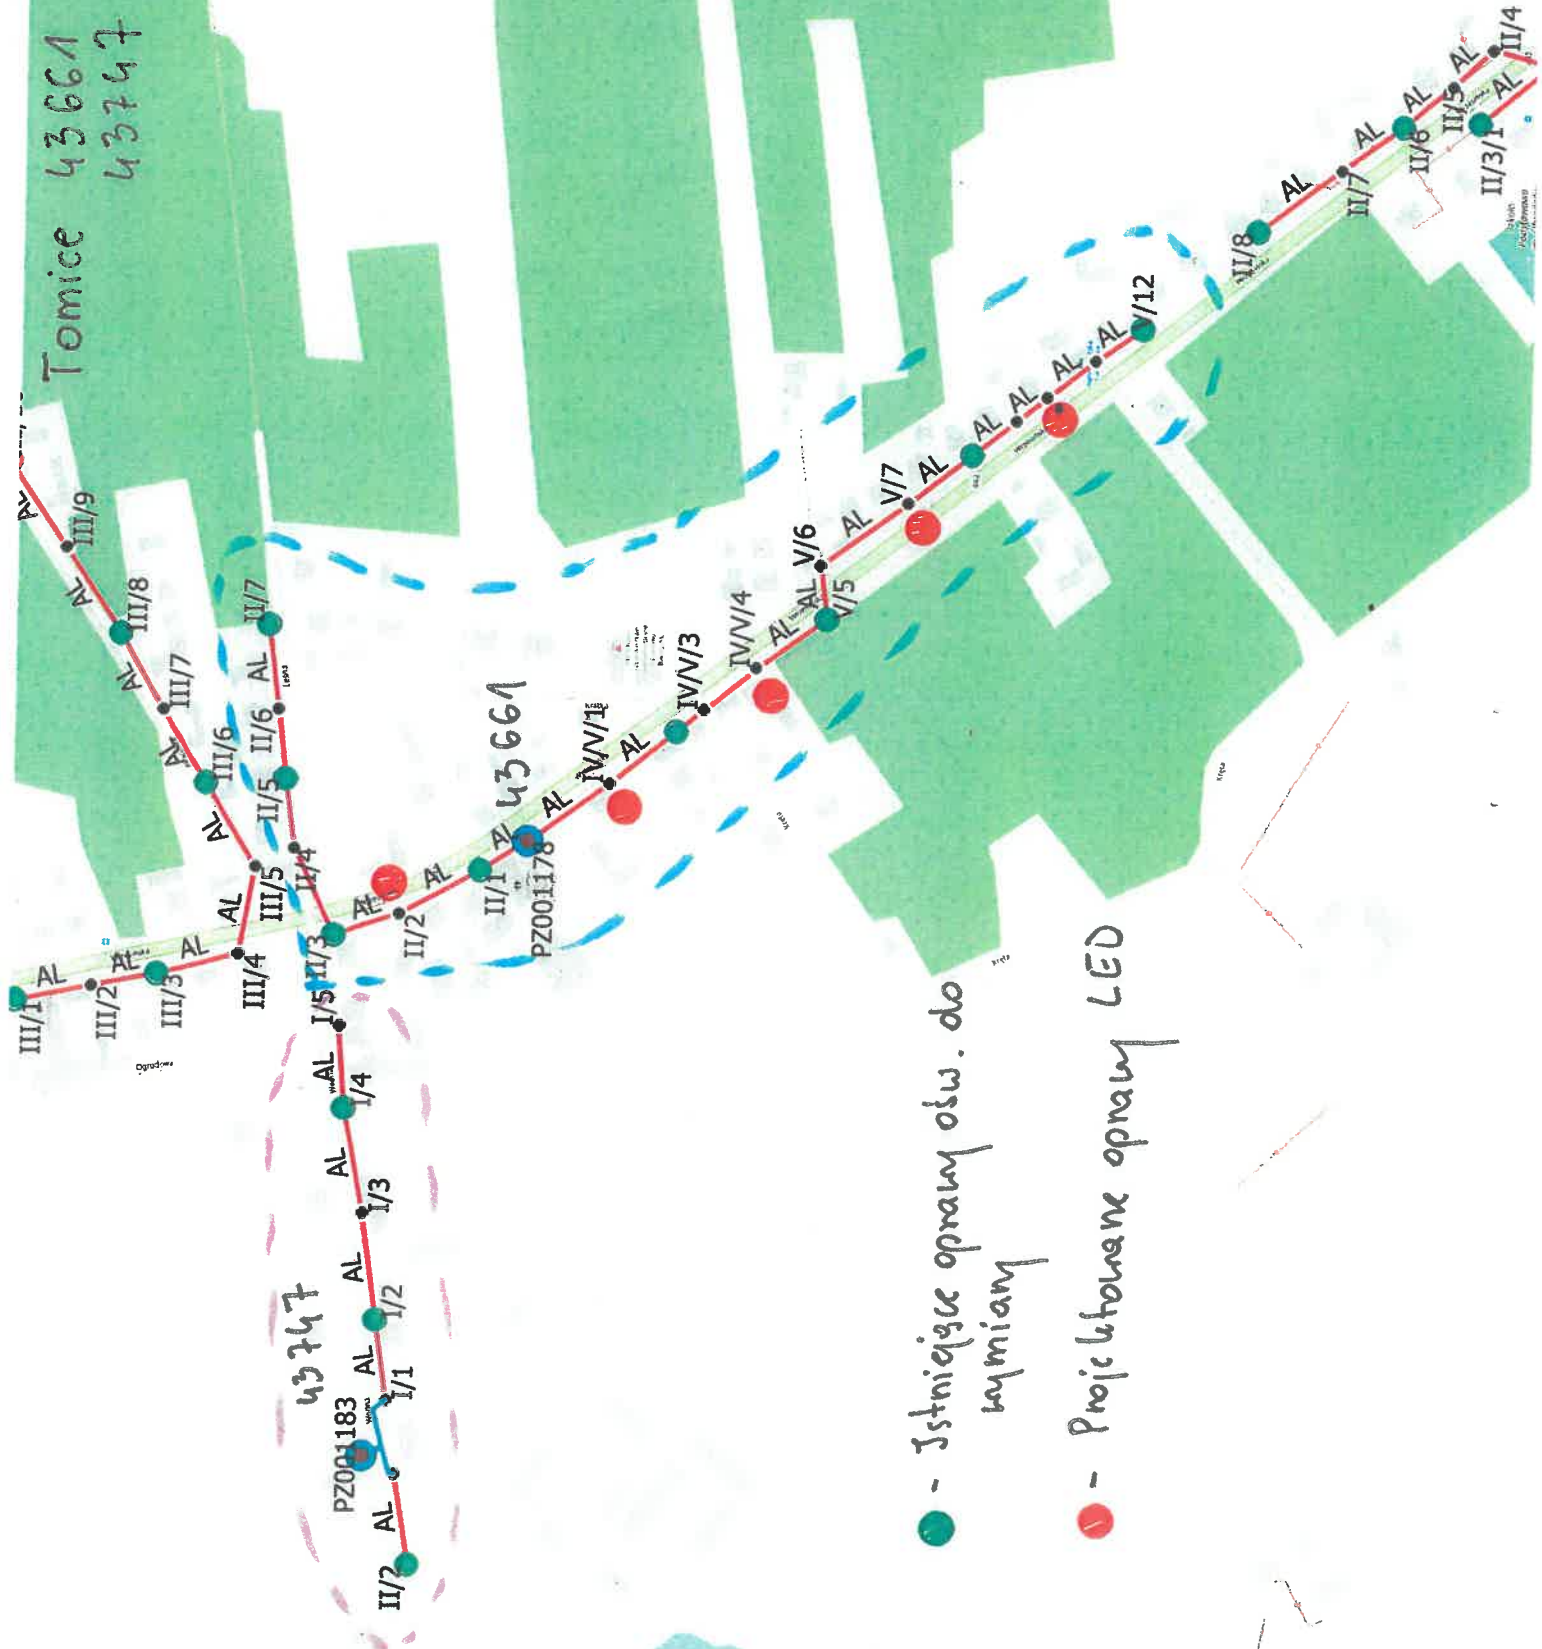 Tomice 43661
43747
AL
III/9
AL
III/8
AL
III/7
AL
III/6
AL
III/5
AL
III/4
AL
III/3
AL
III/2
AL
III/1
II/7
AL
Leśna
II/6
II/5
II/4
II/3
AL
II/2
AL
II/1
PZ001178
43661
AL
IV/V/1
AL
IV/V/3
IV/V/4
AL
V/5
AL
V/6
AL
V/7
AL
AL
AL
AL
AL
V/12
II/8
AL
II/7
AL
II/6
AL
II/5
AL
II/4
AL
II/3/1
Kręta
Kręta
Kręta
43747
I/5
AL
I/4
AL
I/3
AL
I/2
AL
I/1
PZ001183
AL
II/2
- Istniejące oprawy ośw. do
wymiany
- Projektowane oprawy LED